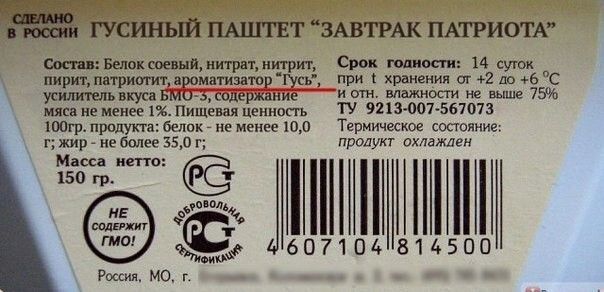 СДЕЛАНО
В РОССИИ
ГУСИНЫЙ ПАШТЕТ "ЗАВТРАК ПАТРИОТА"
Состав: Белок соевый, нитрат, нитрит,
пирит, патриотит, ароматизатор "Гусь",
усилитель вкуса БМО-3, содержание
мяса не менее 1%. Пищевая ценность
100гр. продукта: белок - не менее 10,0
г; жир - не более 35,0 г;
Масса нетто:
150 гр.
Срок годности: 14 суток
при t хранения от +2 до +6 °С
и отн. влажности не выше 75%
ТУ 9213-007-567073
Термическое состояние:
продукт охлажден
РСТ
НЕ
СОДЕРЖИТ
ГМО!
ДОБРОВОЛЬНАЯ
РСТ
СЕРТИФИКАЦИЯ
4 607104 814500
Россия, МО, г.